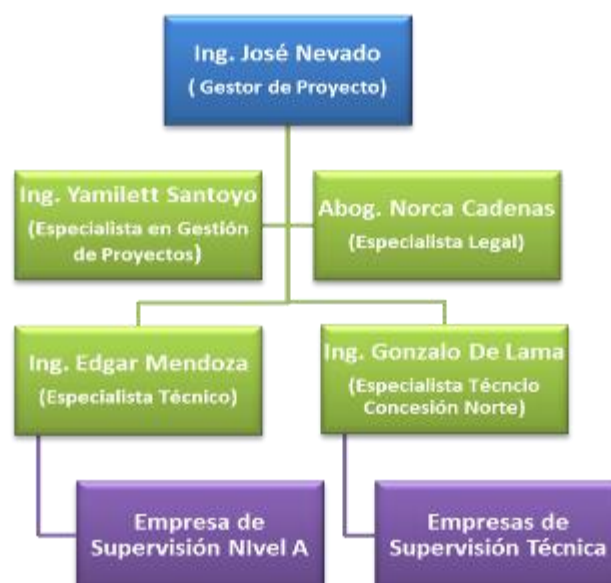 Ing. José Nevado
( Gestor de Proyecto)
Ing. Yamilett Santoyo
(Especialista en Gestión
de Proyectos)
Abog. Norca Cadenas
(Especialista Legal)
Ing. Edgar Mendoza
(Especialista Técnico)
Ing. Gonzalo De Lama
(Especialista Técncio
Concesión Norte)
Empresa de
Supervisión NIvel A
Empresas de
Supervisión Técnica